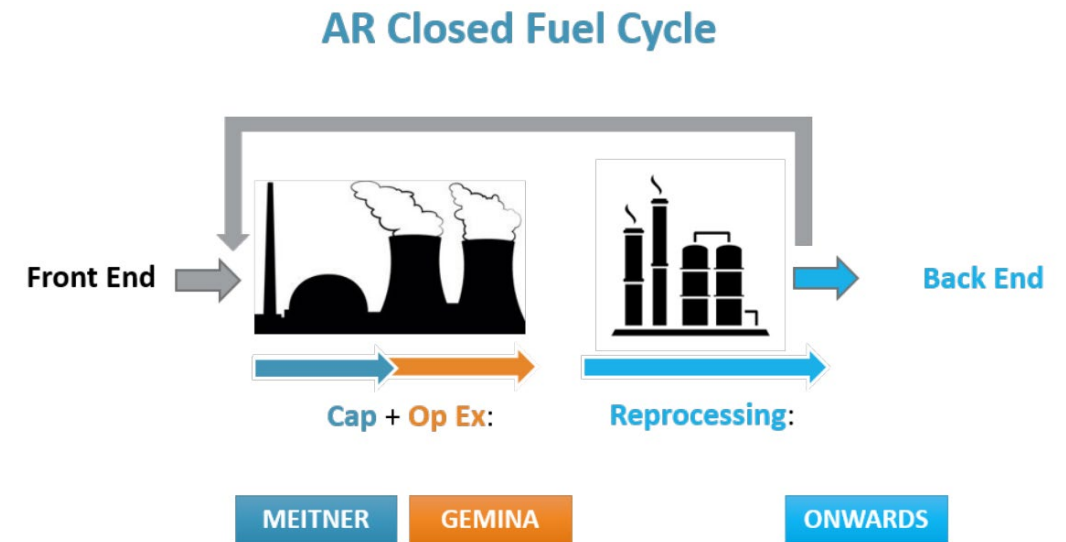 AR Closed Fuel Cycle
Front End
Back End
Cap + Op Ex:
Reprocessing:
MEITNER
GEMINA
ONWARDS